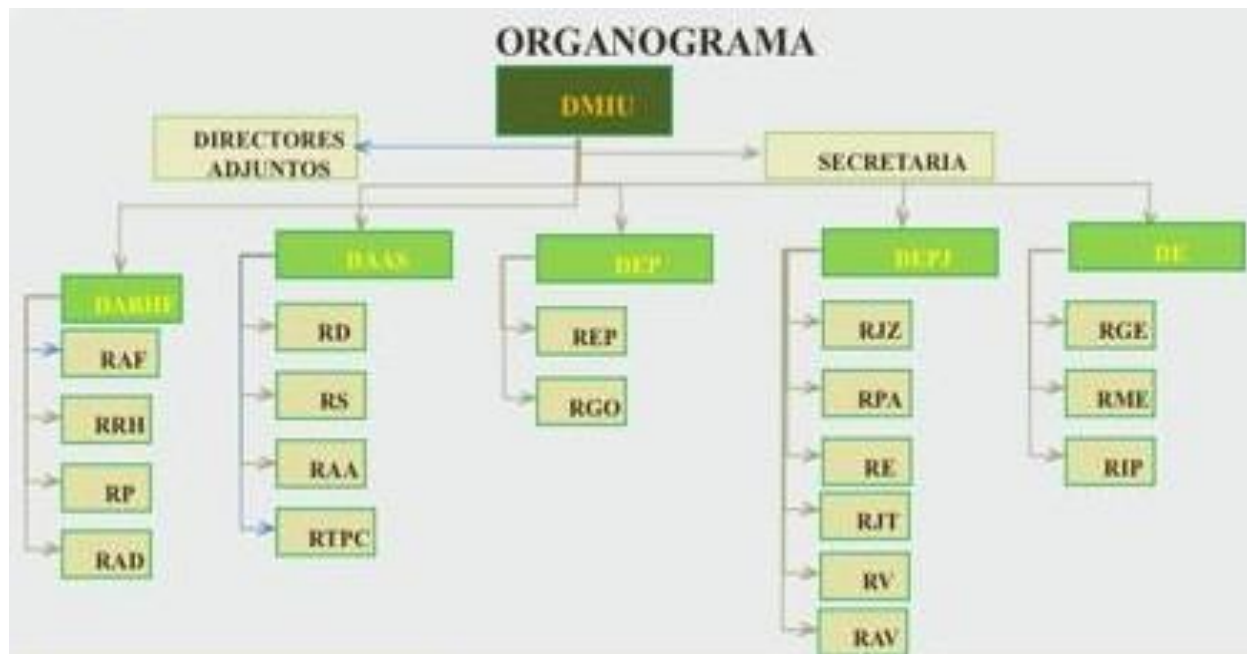 ORGANOGRAMA
DMIU
DIRECTORES
ADJUNTOS
SECRETARIA
DARHF
RAF
RRH
RP
RAD
DAAS
RD
RS
RAA
RTPC
DEP
REP
RGO
DEPJ
RJZ
RPA
RE
RJT
RV
RAV
DE
RGE
RME
RIP